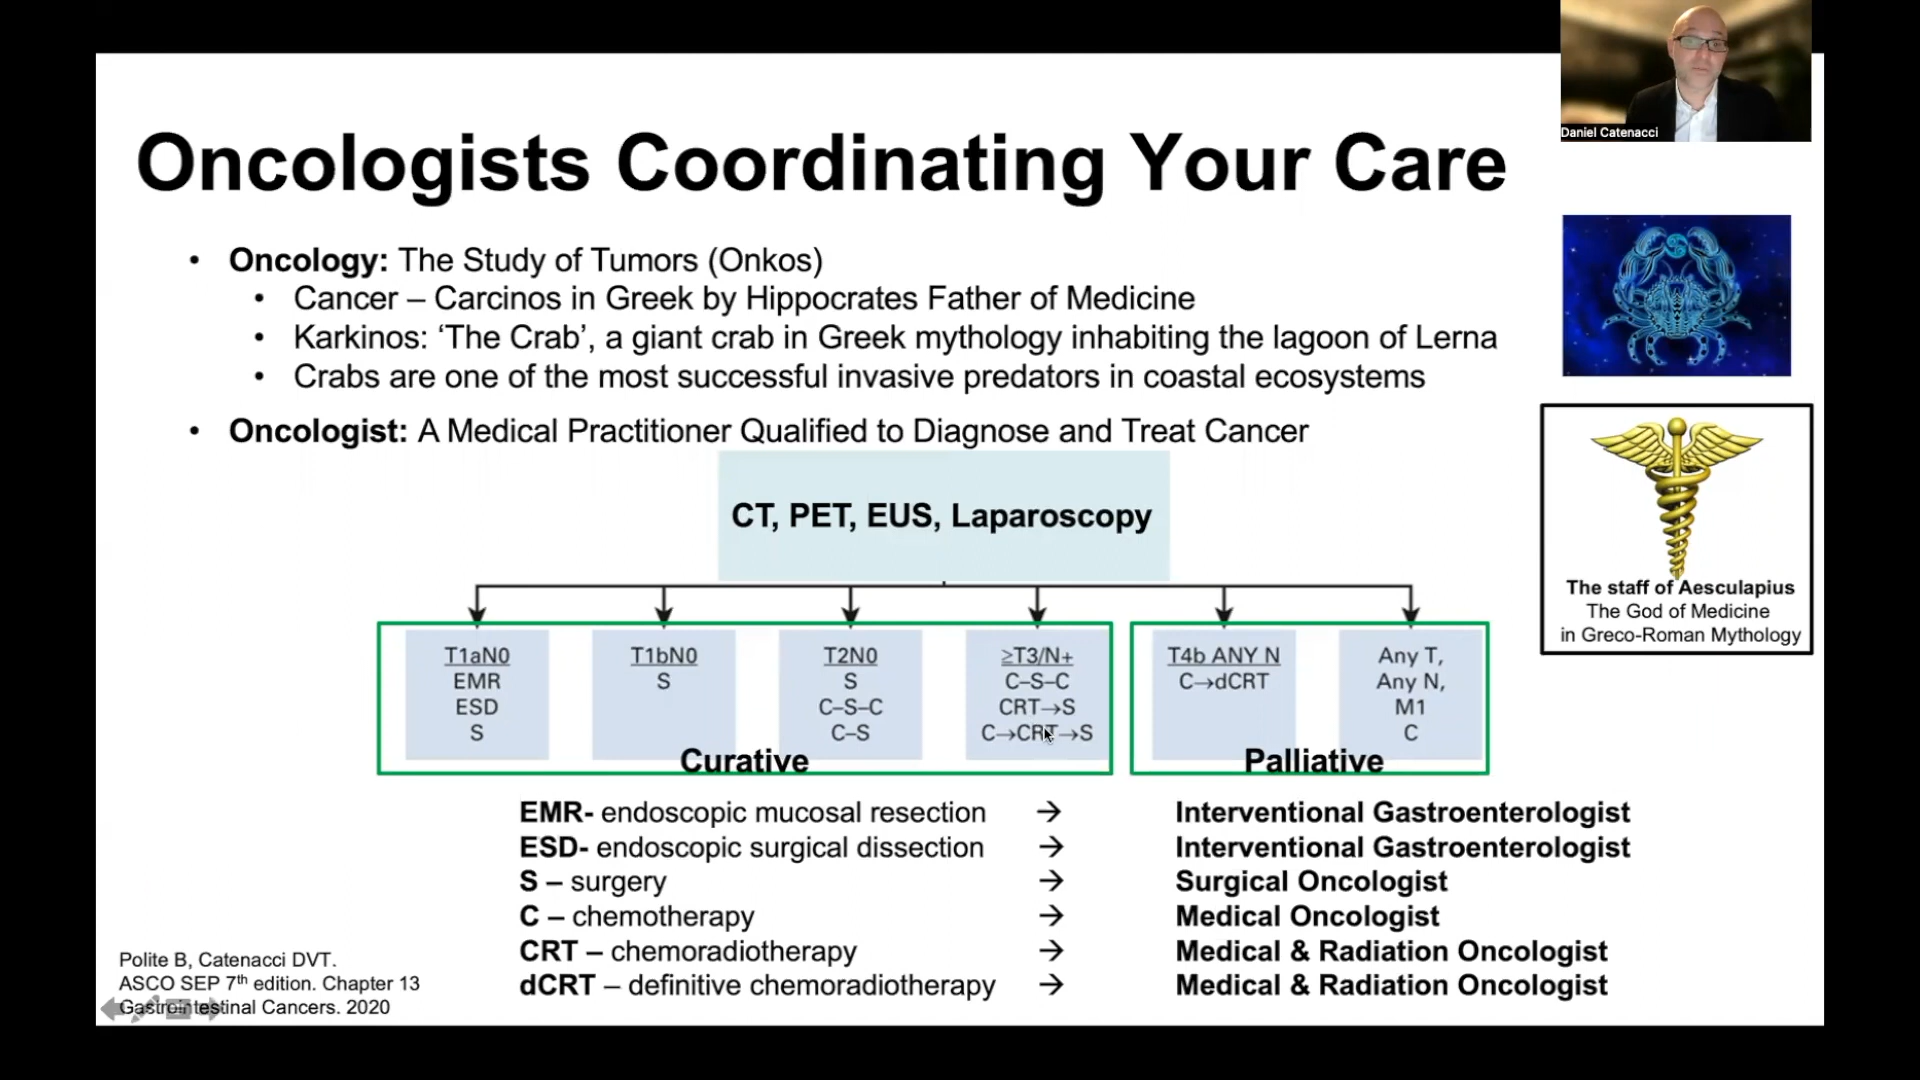 Daniel Catenacci
Oncologists Coordinating Your Care
• Oncology: The Study of Tumors (Onkos)
• Cancer – Carcinos in Greek by Hippocrates Father of Medicine
• Karkinos: ‘The Crab’, a giant crab in Greek mythology inhabiting the lagoon of Lerna
• Crabs are one of the most successful invasive predators in coastal ecosystems
• Oncologist: A Medical Practitioner Qualified to Diagnose and Treat Cancer
The staff of Aesculapius
The God of Medicine
in Greco-Roman Mythology
CT, PET, EUS, Laparoscopy
T1aN0
EMR
ESD
S
T1bN0
S
T2N0
S
C–S–C
C–S
≥T3/N+
C–S–C
CRT→S
C→CRT→S
Curative
T4b ANY N
C→dCRT
Any T,
Any N,
M1
C
Palliative
EMR- endoscopic mucosal resection → Interventional Gastroenterologist
ESD- endoscopic surgical dissection → Interventional Gastroenterologist
S – surgery → Surgical Oncologist
C – chemotherapy → Medical Oncologist
CRT – chemoradiotherapy → Medical & Radiation Oncologist
dCRT – definitive chemoradiotherapy → Medical & Radiation Oncologist
Polite B, Catenacci DVT.
ASCO SEP 7th edition. Chapter 13
Gastrointestinal Cancers. 2020